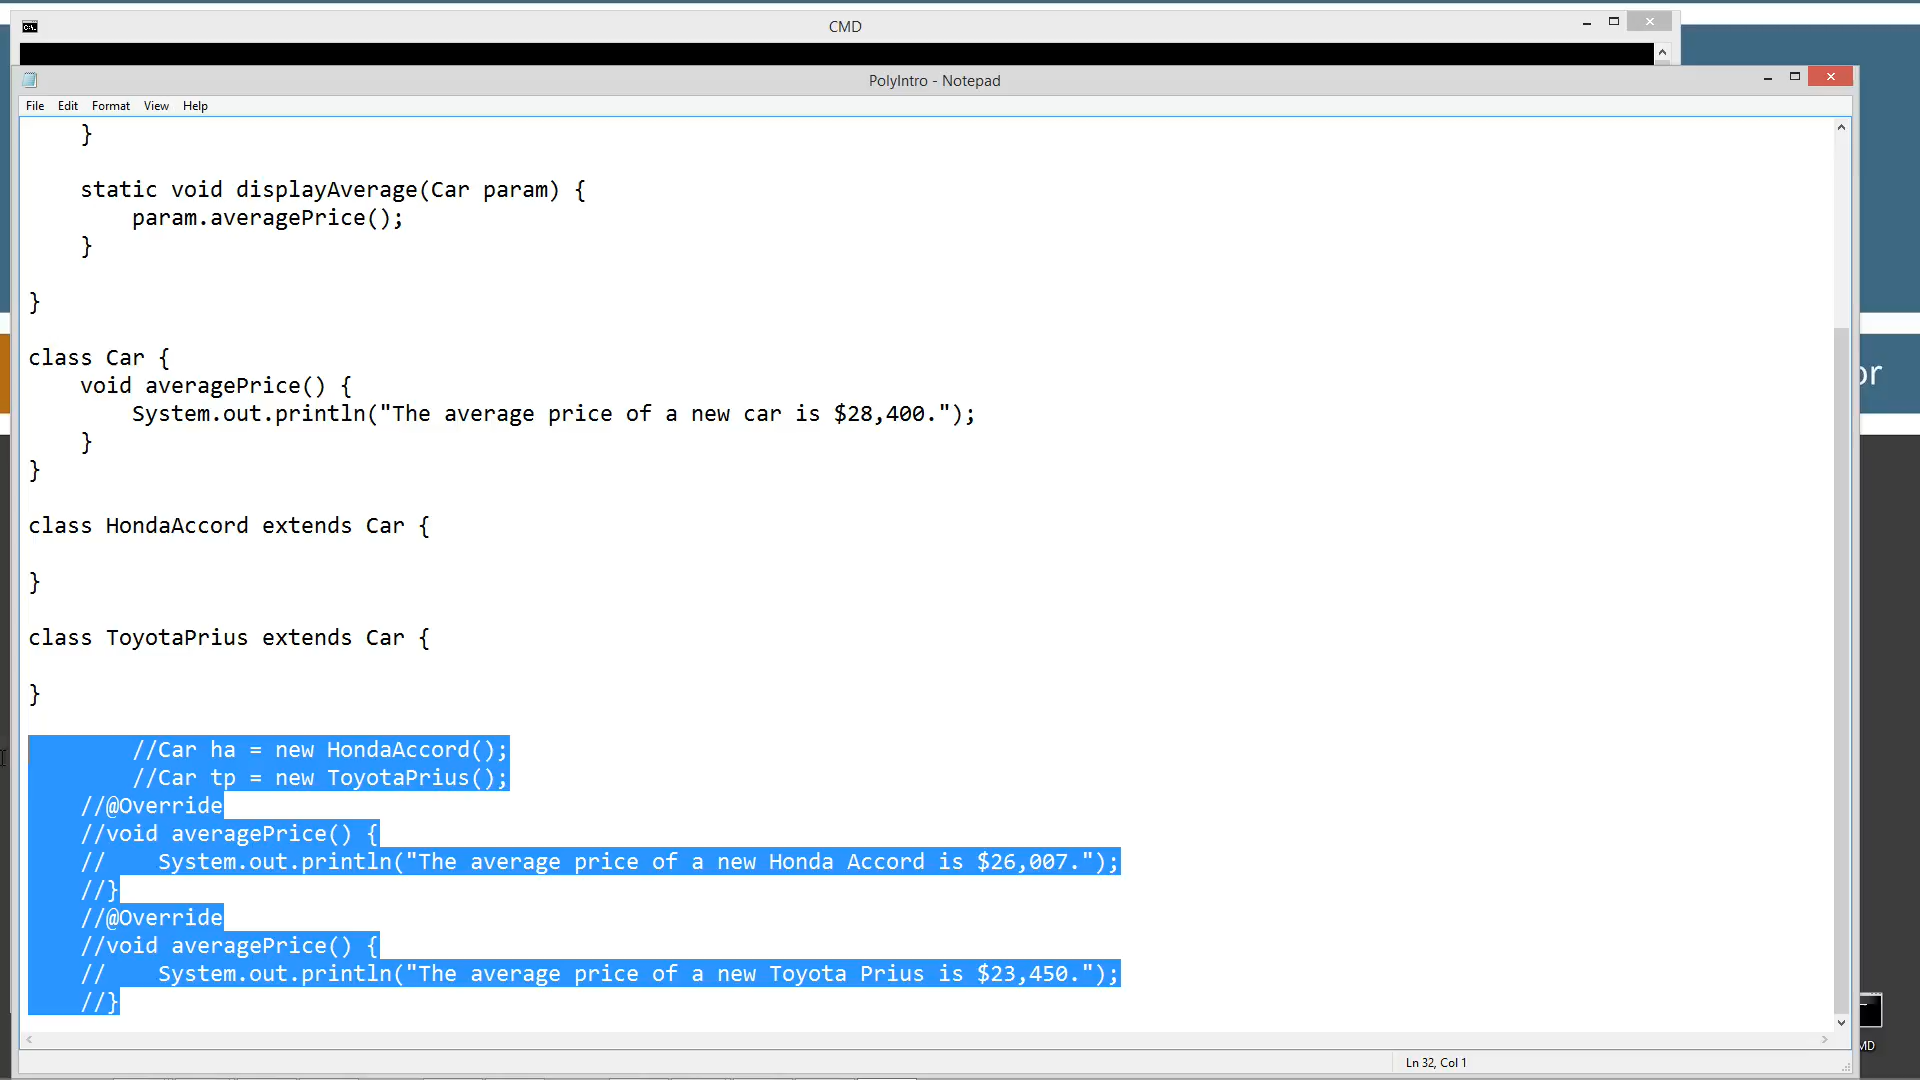 CMD
PolyIntro - Notepad
File Edit Format View Help
    }

    static void displayAverage(Car param) {
        param.averagePrice();
    }

}

class Car {
    void averagePrice() {
        System.out.println("The average price of a new car is $28,400.");
    }
}

class HondaAccord extends Car {

}

class ToyotaPrius extends Car {

}

        //Car ha = new HondaAccord();
        //Car tp = new ToyotaPrius();
    //@Override
    //void averagePrice() {
    //    System.out.println("The average price of a new Honda Accord is $26,007.");
    //}
    //@Override
    //void averagePrice() {
    //    System.out.println("The average price of a new Toyota Prius is $23,450.");
    //}
Ln 32, Col 1
or
MD